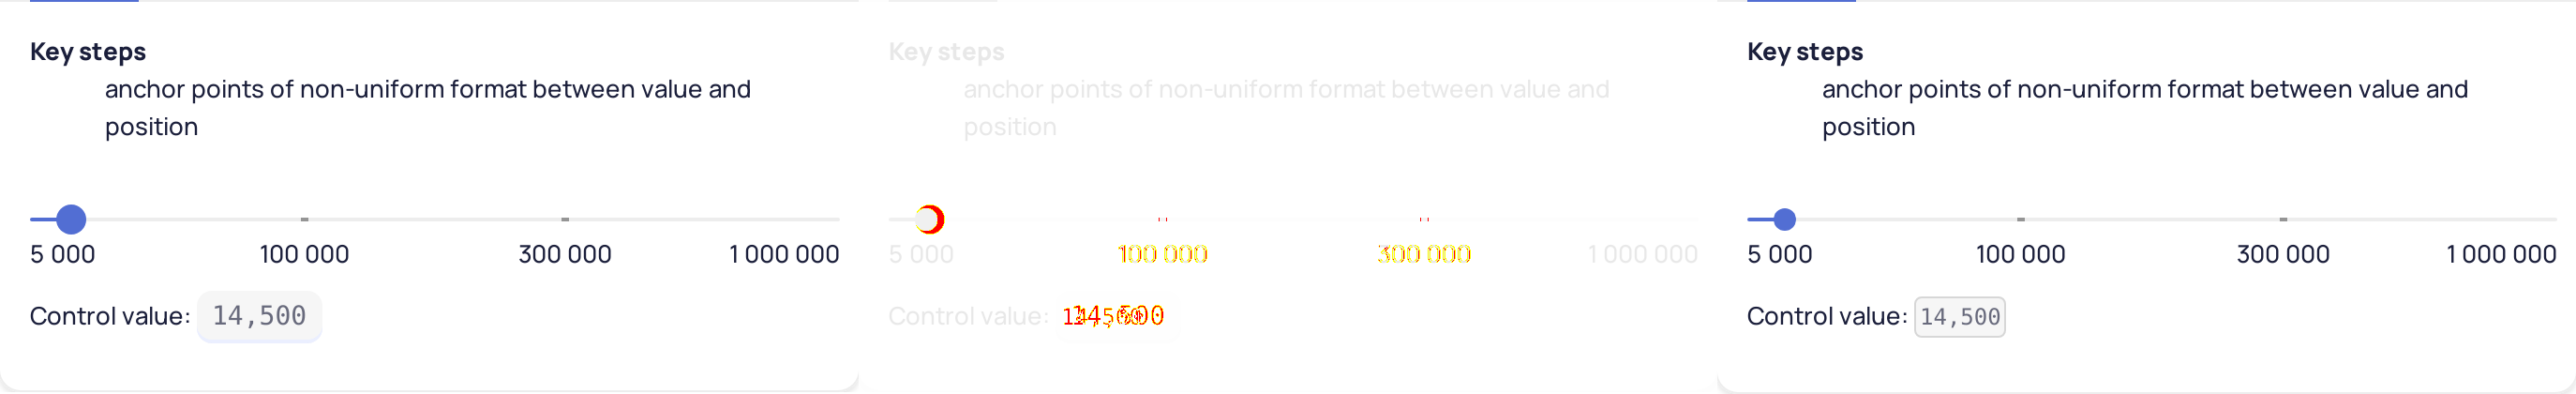 Key steps
anchor points of non-uniform format between value and
position
5 000 100 000 300 000 1 000 000
Control value: 14,500
Key steps
anchor points of non-uniform format between value and
position
5 000 100 000 300 000 1 000 000
Control value:
Key steps
anchor points of non-uniform format between value and
position
5 000 100 000 300 000 1 000 000
Control value: 14,500